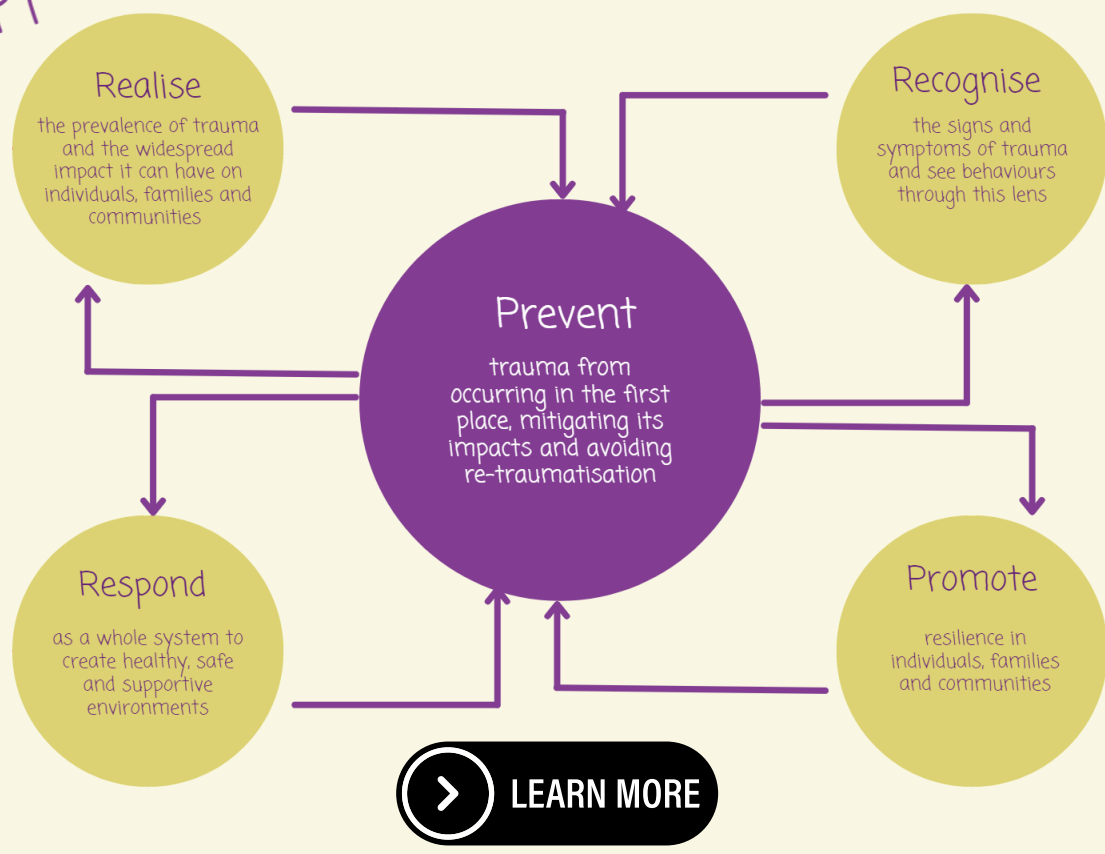 Realise
the prevalence of trauma
and the widespread
impact it can have on
individuals, families and
communities
Recognise
the signs and
symptoms of trauma
and see behaviours
through this lens
Prevent
trauma from
occurring in the first
place, mitigating its
impacts and avoiding
re-traumatisation
Respond
as a whole system to
create healthy, safe
and supportive
environments
Promote
resilience in
individuals, families
and communities
LEARN MORE